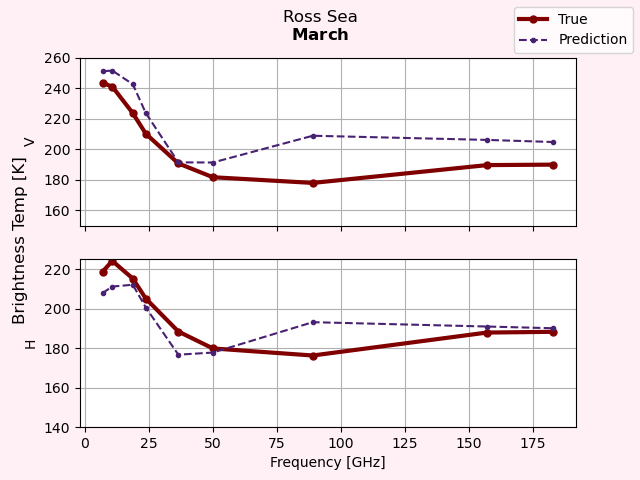 Ross Sea
March
True
Prediction
Brightness Temp [K]
V
260
240
220
200
180
160
H
220
200
180
160
140
0
25
50
75
100
125
150
175
Frequency [GHz]